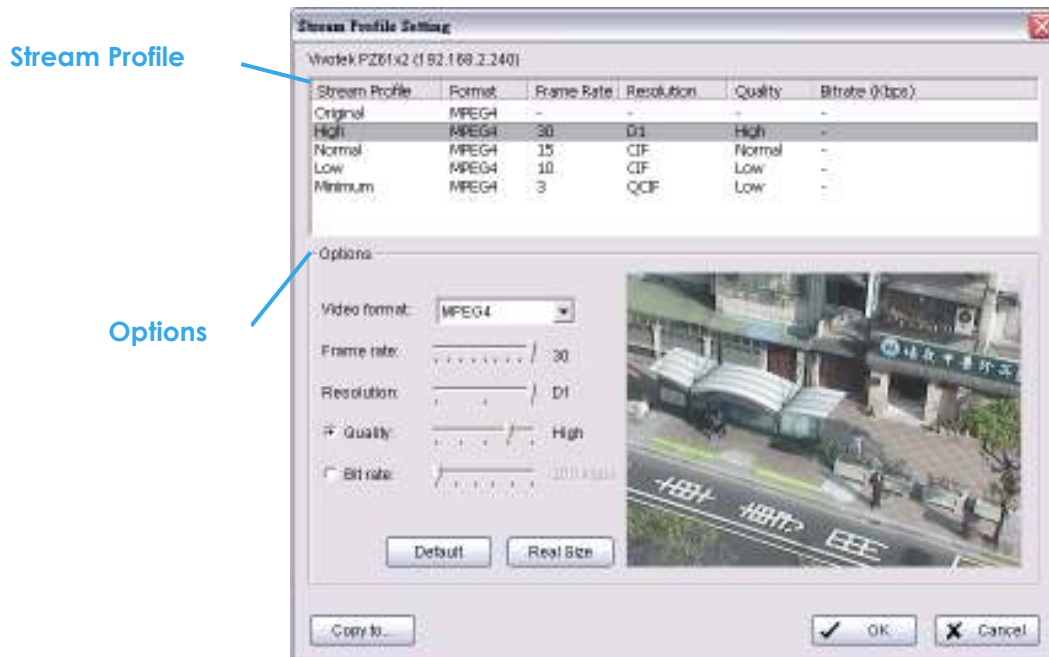 Stream Profile Setting
Stream Profile
Vivotek PZ61x2 (192.168.2.240)
Stream Profile Format Frame Rate Resolution Quality Bitrate (Kbps)
Original MPEG4 - - - -
High MPEG4 30 D1 High -
Normal MPEG4 15 CIF Normal -
Low MPEG4 10 CIF Low -
Minimum MPEG4 3 QCIF Low -
Options
Options
Video format: MPEG4
Frame rate: 30
Resolution: D1
Quality: High
Bit rate:
Default Real Size
Copy to... OK Cancel